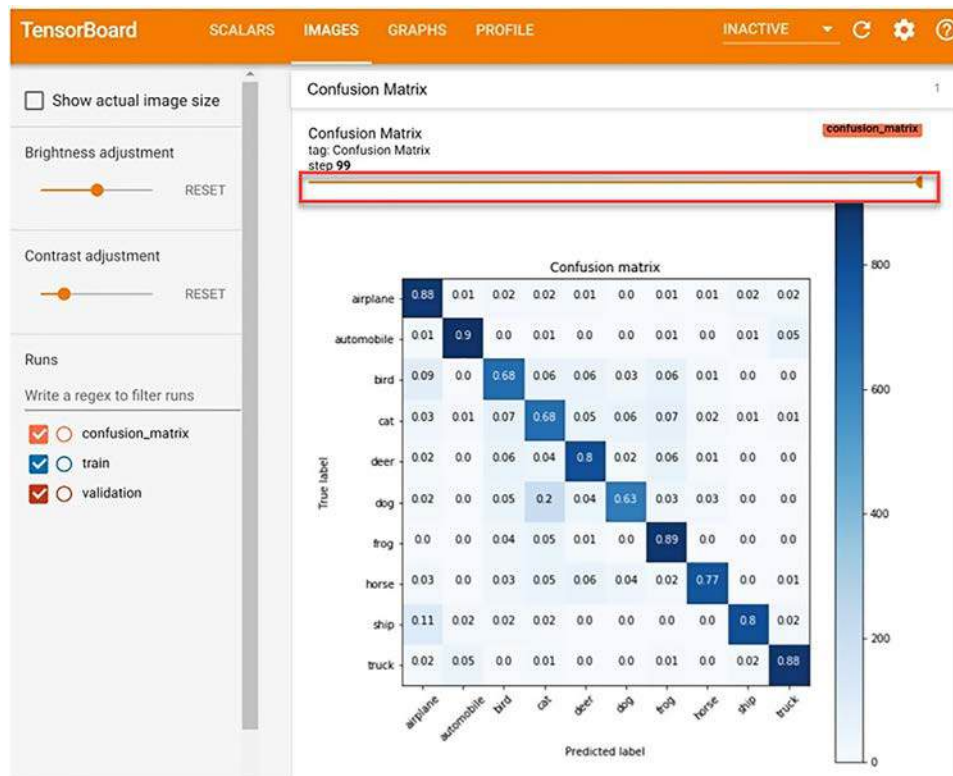 TensorBoard SCALARS IMAGES GRAPHS PROFILE INACTIVE
Show actual image size
Brightness adjustment
RESET
Contrast adjustment
RESET
Runs
Write a regex to filter runs
confusion_matrix
train
validation
Confusion Matrix 1
Confusion Matrix confusion_matrix
tag: Confusion Matrix
step 99
Confusion matrix
True label
airplane 0.88 0.01 0.02 0.02 0.01 0.0 0.01 0.01 0.02 0.02
automobile 0.01 0.9 0.0 0.01 0.0 0.0 0.01 0.0 0.01 0.05
bird 0.09 0.0 0.68 0.06 0.06 0.03 0.06 0.01 0.0 0.0
cat 0.03 0.01 0.07 0.68 0.05 0.06 0.07 0.02 0.01 0.01
deer 0.02 0.0 0.06 0.04 0.8 0.02 0.06 0.01 0.0 0.0
dog 0.02 0.0 0.05 0.2 0.04 0.63 0.03 0.03 0.0 0.0
frog 0.0 0.0 0.04 0.05 0.01 0.0 0.89 0.0 0.0 0.0
horse 0.03 0.0 0.03 0.05 0.06 0.04 0.02 0.77 0.0 0.01
ship 0.11 0.02 0.02 0.02 0.0 0.0 0.0 0.0 0.8 0.02
truck 0.02 0.05 0.0 0.01 0.0 0.0 0.01 0.0 0.02 0.88
airplane automobile bird cat deer dog frog horse ship truck
Predicted label
800
600
400
200
0